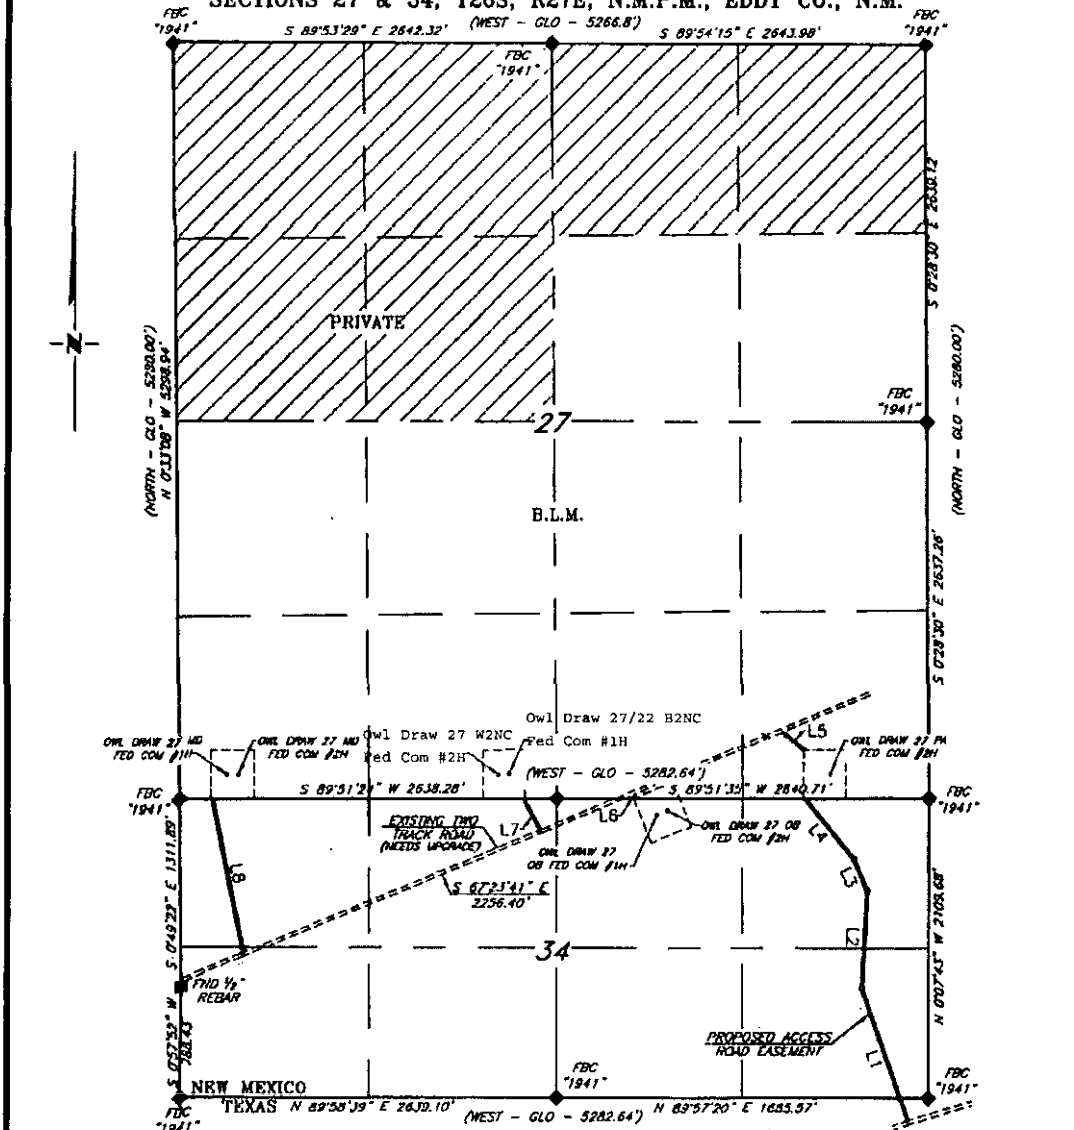 SECTIONS 27 & 34, T26S, R27E, N.M.P.M., EDDY CO., N.M.
FBC
"1941"
S 89'53'29" E 2642.32'
(WEST - GLO - 5266.8')
S 89'54'15" E 2643.98'
FBC
"1941"
FBC
"1941"
S 0'28'30" E 2639.12'
PRIVATE
N
(NORTH - GLO - 5280.00')
N 0'33'08" W 5298.94'
(NORTH - GLO - 5280.00')
FBC
"1941"
27
B.L.M.
S 0'28'30" E 2637.26'
Owl Draw 27/22 B2NC
Fed Com #1H
Owl Draw 27 W2NC
Fed Com #2H
OWL DRAW 27 MD
FED COM #1H
OWL DRAW 27 MD
FED COM #2H
L5
OWL DRAW 27 PA
FED COM #2H
(WEST - GLO - 5282.64')
FBC
"1941"
S 89'51'21" W 2638.28'
S 89'51'35" W 2640.71'
FBC
"1941"
EXISTING TWO
TRACK ROAD
(NEEDS UPGRADE)
L7
L6
OWL DRAW 27 OB
FED COM #2H
L4
OWL DRAW 27
OB FED COM #1H
L8
L3
S 67'23'41" E
2256.40'
S 0'49'22" E 1311.89'
N 0'07'43" W 2109.68'
L2
34
FND ½"
REBAR
S 0'57'52" W
788.43'
PROPOSED ACCESS
ROAD EASEMENT
L1
NEW MEXICO
TEXAS
FBC
"1941"
FBC
"1941"
FBC
"1941"
N 89'58'39" E 2639.10'
(WEST - GLO - 5282.64')
N 89'57'20" E 1685.57'